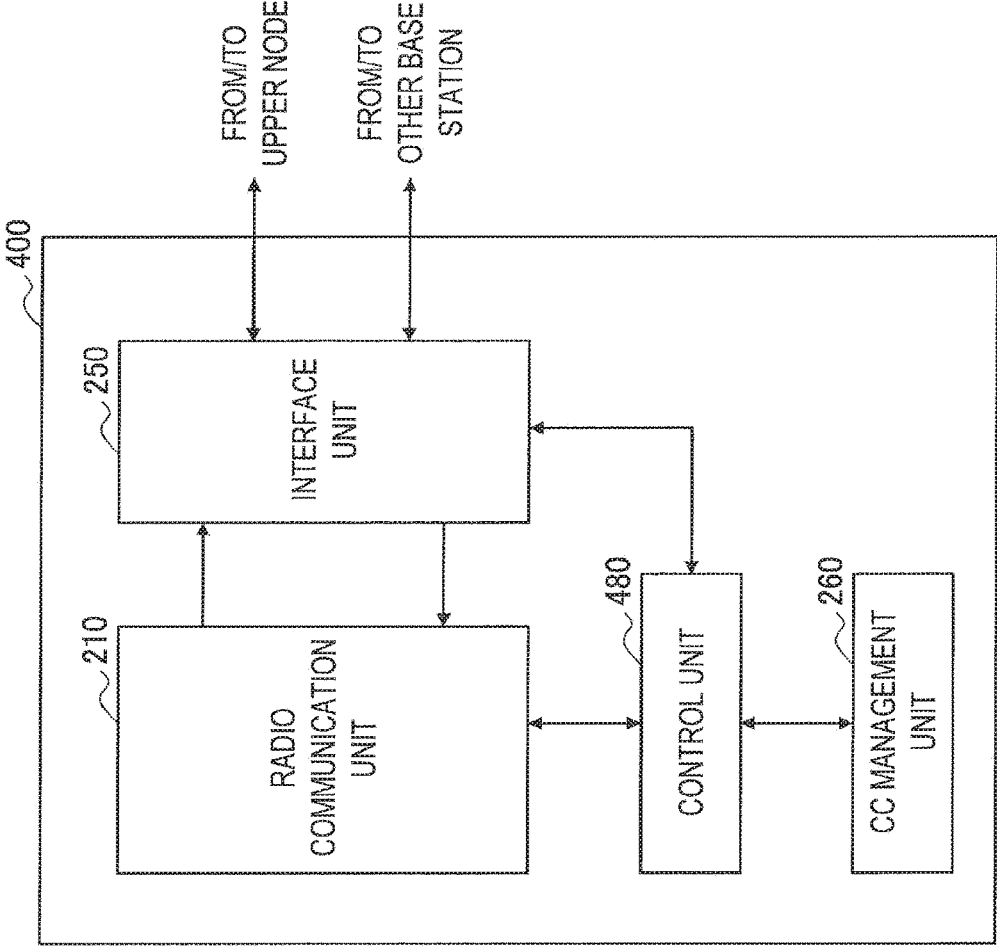 400
210
RADIO
COMMUNICATION
UNIT
250
INTERFACE
UNIT
FROM/TO
UPPER NODE
FROM/TO
OTHER BASE
STATION
480
CONTROL UNIT
260
CC MANAGEMENT
UNIT